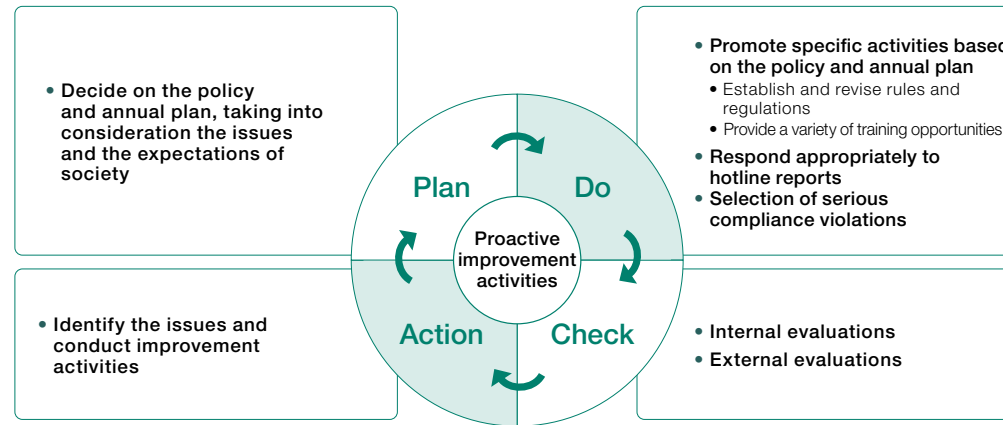 • Decide on the policy
and annual plan, taking into
consideration the issues
and the expectations of
society
• Promote specific activities based
on the policy and annual plan
• Establish and revise rules and
regulations
• Provide a variety of training opportunities
• Respond appropriately to
hotline reports
• Selection of serious
compliance violations
Plan
Do
Proactive
improvement
activities
Action
Check
• Identify the issues and
conduct improvement
activities
• Internal evaluations
• External evaluations